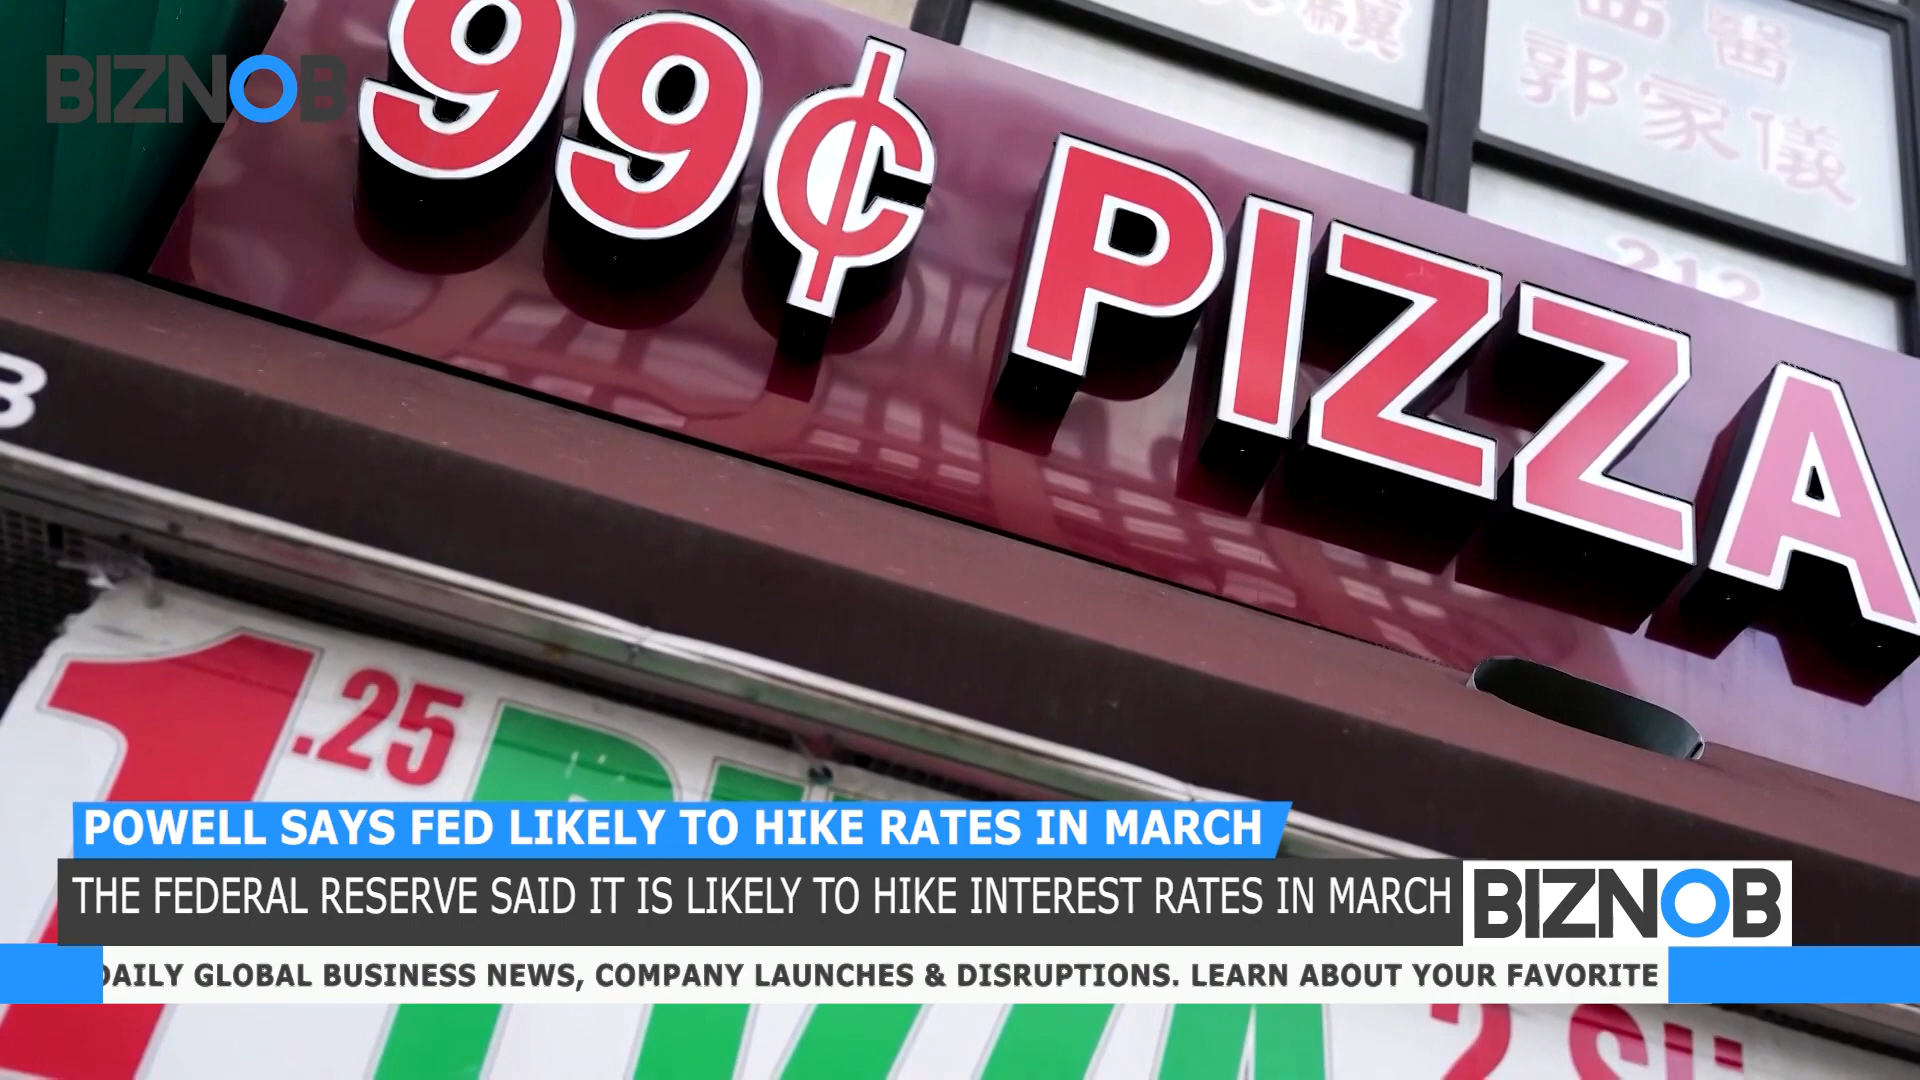 BIZNOB
99¢ PIZZA
郭家儀
212
1.25
POWELL SAYS FED LIKELY TO HIKE RATES IN MARCH
THE FEDERAL RESERVE SAID IT IS LIKELY TO HIKE INTEREST RATES IN MARCH
BIZNOB
DAILY GLOBAL BUSINESS NEWS, COMPANY LAUNCHES & DISRUPTIONS. LEARN ABOUT YOUR FAVORITE